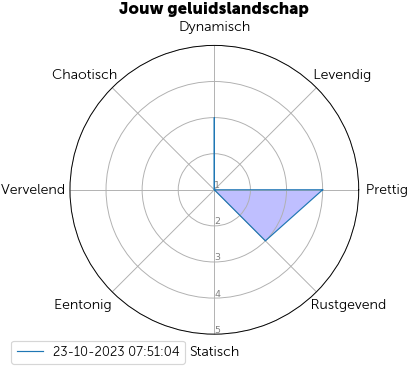 Jouw geluidslandschap
Dynamisch
Chaotisch
Levendig
Vervelend
Prettig
1
2
3
4
5
Eentonig
Rustgevend
23-10-2023 07:51:04
Statisch